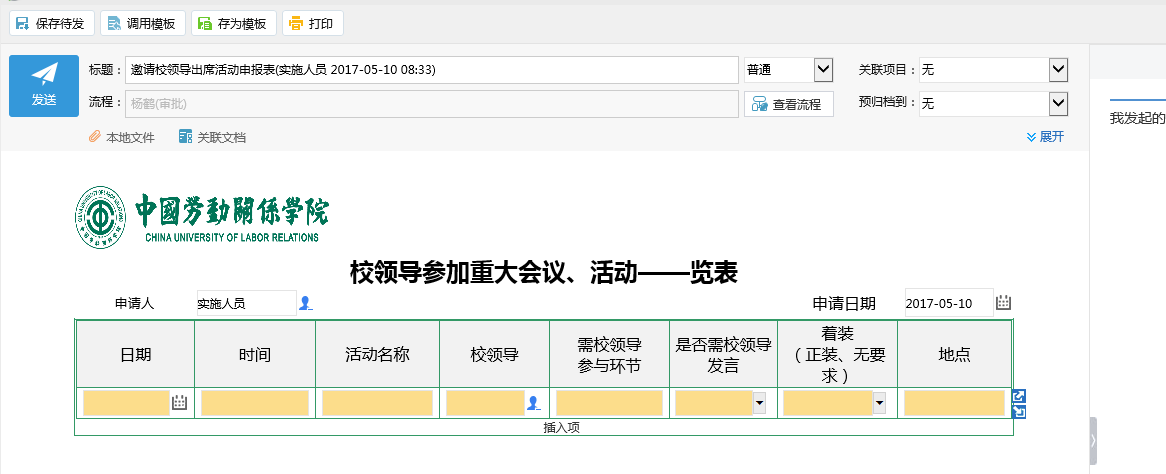 保存待发 调用模板 存为模板 打印
发送
标题： 邀请校领导出席活动申报表(实施人员 2017-05-10 08:33) 普通 关联项目： 无
流程： 杨鹤(审批) 查看流程 预归档到： 无
本地文件 关联文档 展开
我发起的
中國勞動關係學院
CHINA UNIVERSITY OF LABOR RELATIONS
校领导参加重大会议、活动——览表
申请人 实施人员 申请日期 2017-05-10
日期 时间 活动名称 校领导 需校领导参与环节 是否需校领导发言 着装（正装、无要求） 地点
插入项